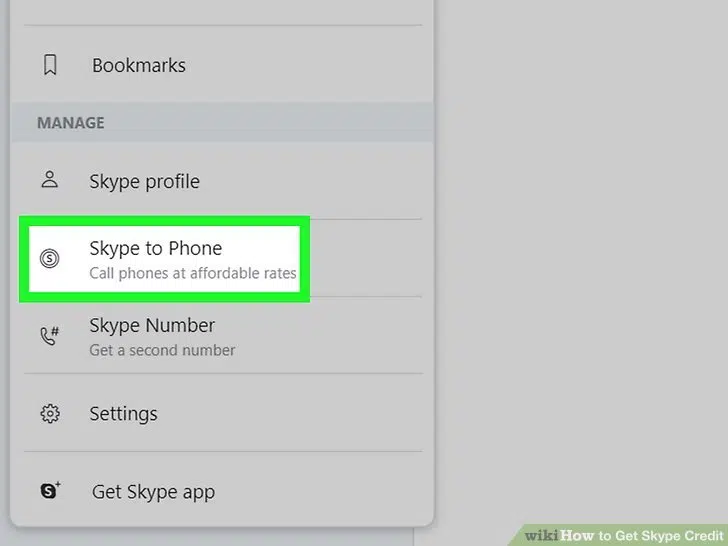 Bookmarks
MANAGE
Skype profile
Skype to Phone
Call phones at affordable rates
Skype Number
Get a second number
Settings
Get Skype app
wikiHow to Get Skype Credit